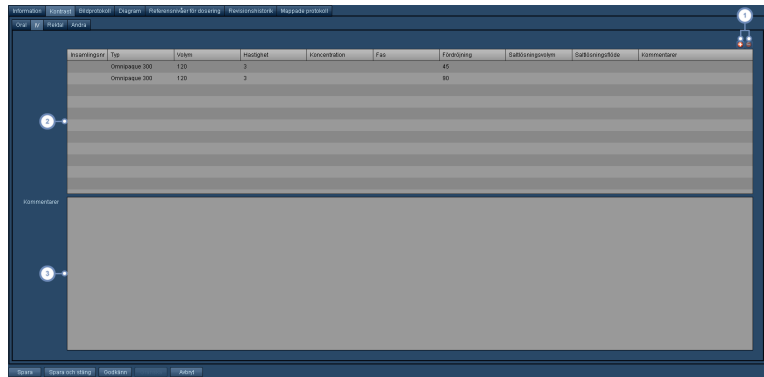 Information Kontrast Bildprotokoll Diagram Referensnivåer för dosering Revisionshistorik Mappade protokoll
Oral IV Rektal Andra
1
Insamlingsnr Typ Volym Hastighet Koncentration Fas Fördröjning Saltlösningsvolym Saltlösningsflöde Kommentarer
Omnipaque 300 120 3 45
Omnipaque 300 120 3 90
2
Kommentarer
3
Spara Spara och stäng Godkänn Avbryt